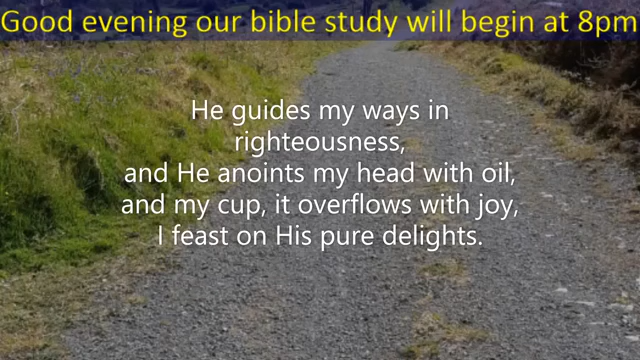 Good evening our bible study will begin at 8pm
He guides my ways in
righteousness,
and He anoints my head with oil,
and my cup, it overflows with joy,
I feast on His pure delights.